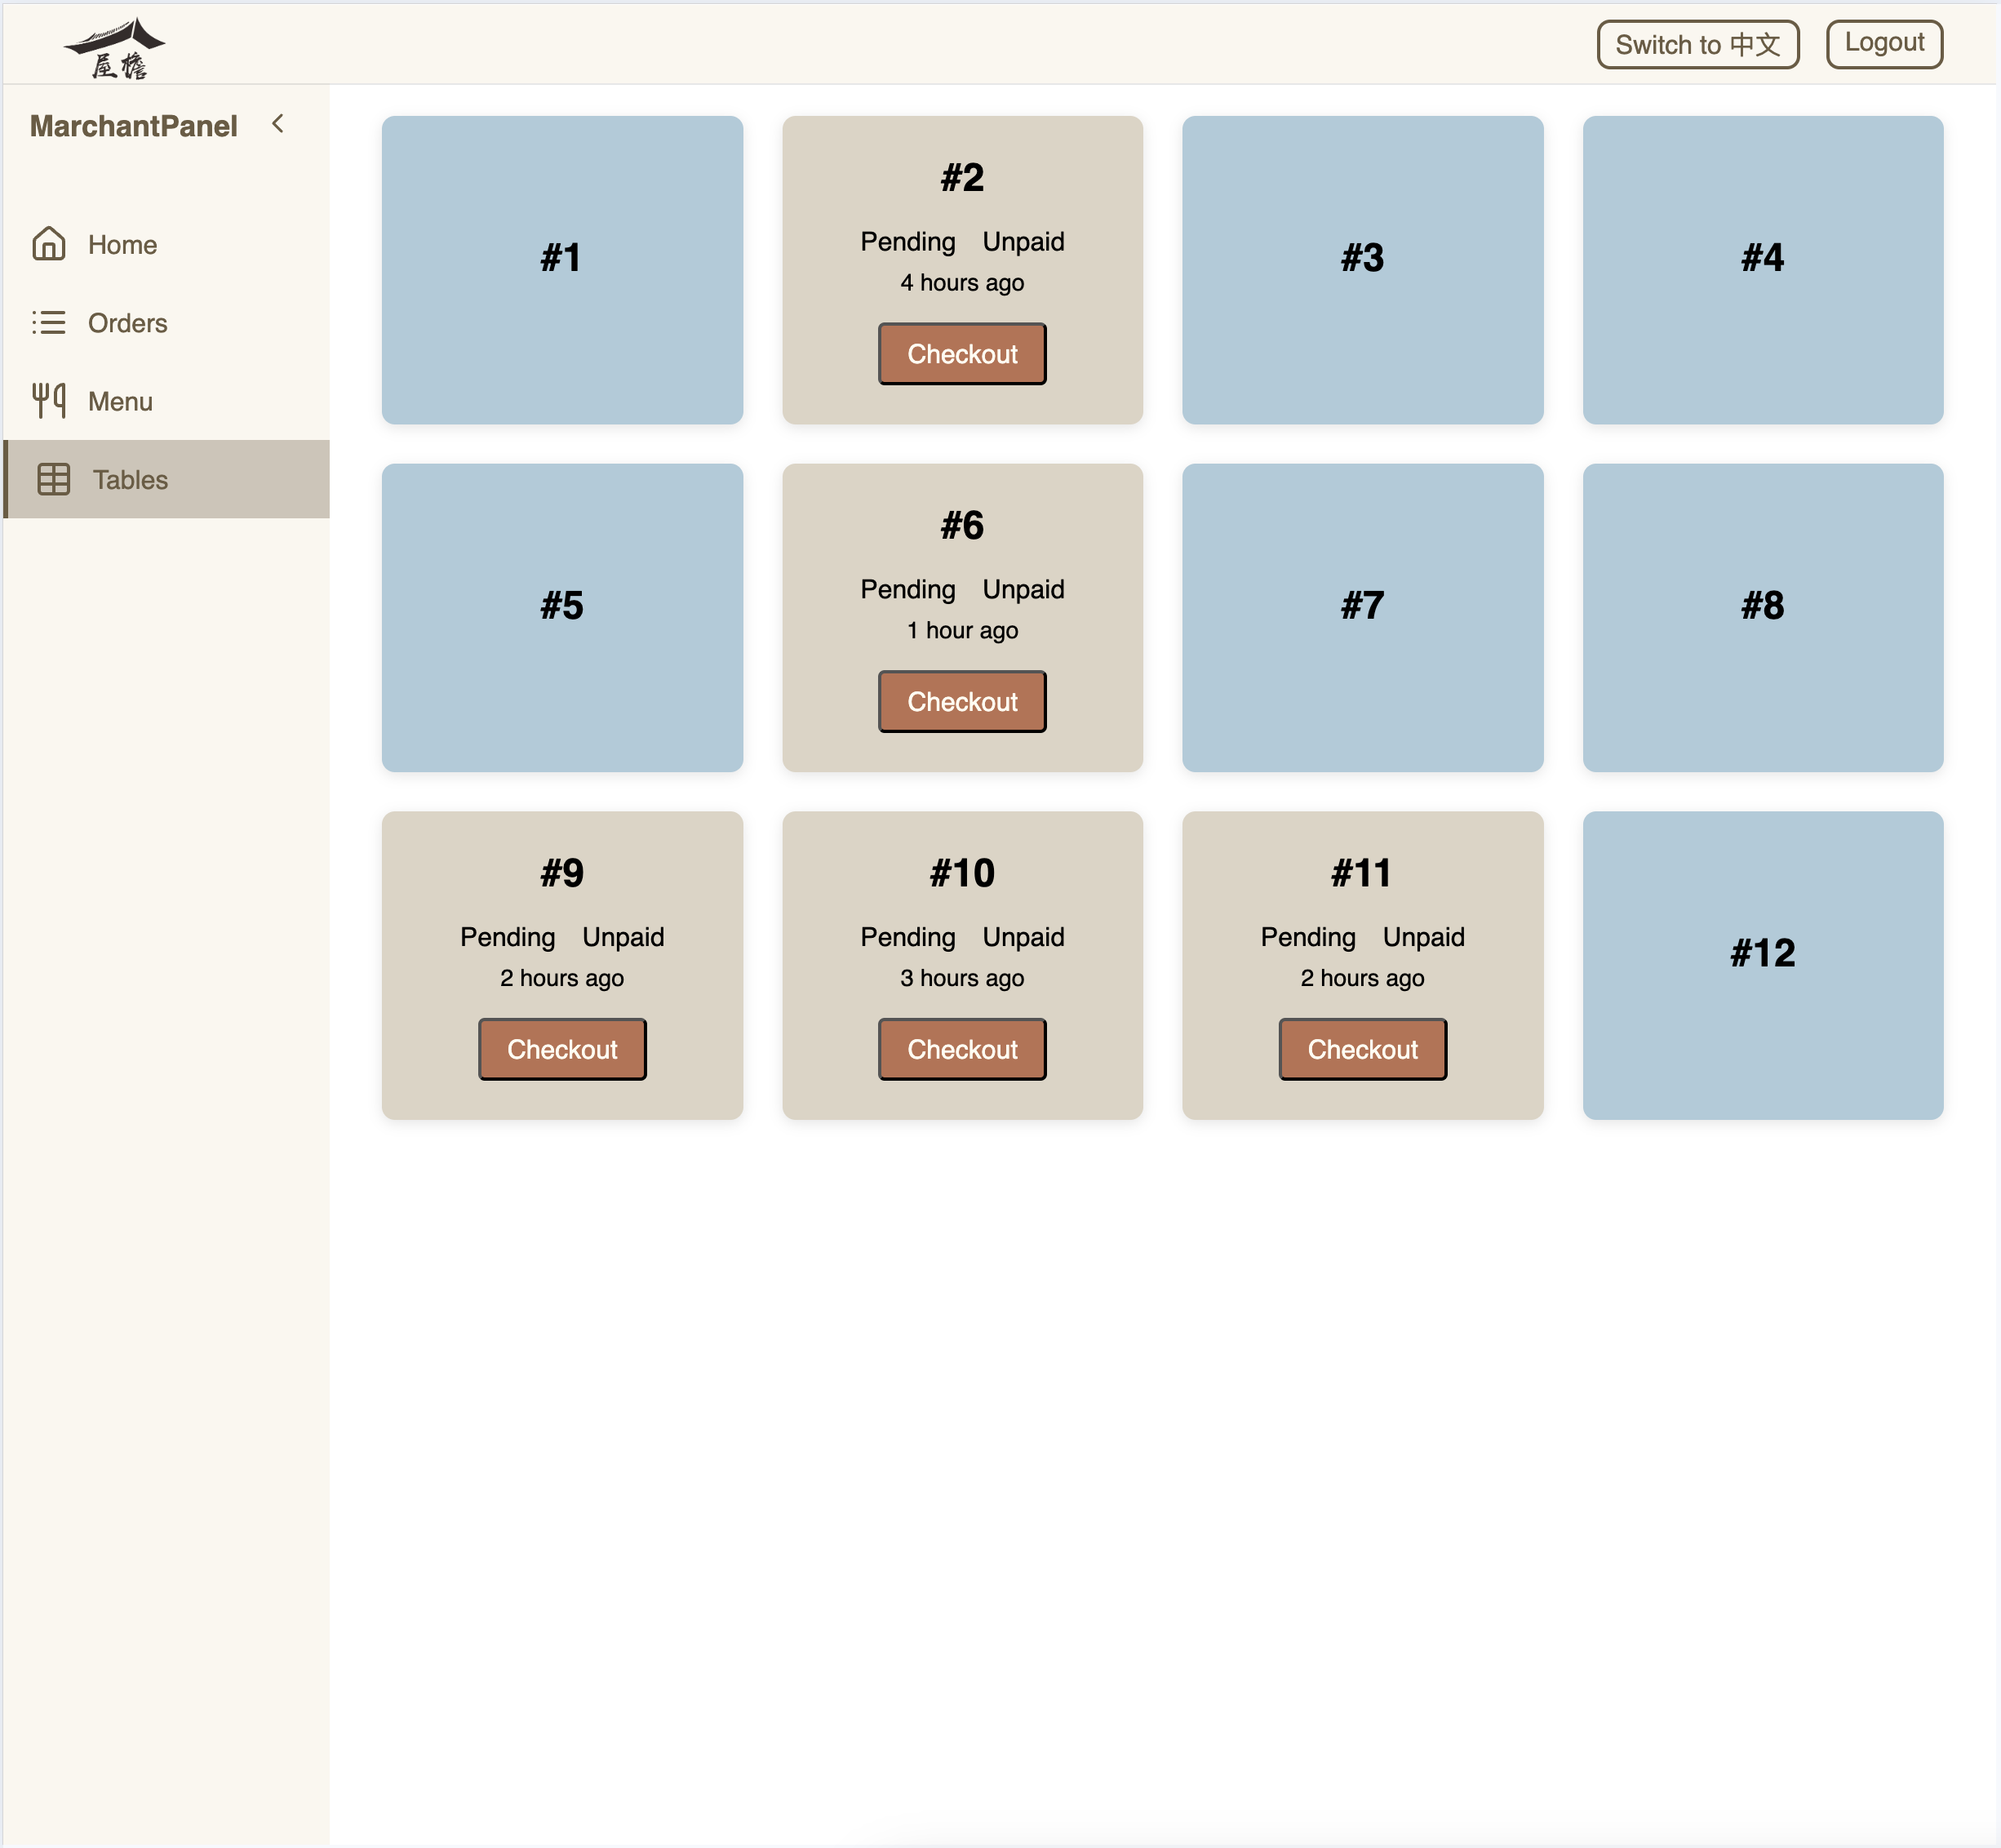 屋檐
Switch to 中文
Logout
MarchantPanel
Home
Orders
Menu
Tables
#1
#2
Pending Unpaid
4 hours ago
Checkout
#3
#4
#5
#6
Pending Unpaid
1 hour ago
Checkout
#7
#8
#9
Pending Unpaid
2 hours ago
Checkout
#10
Pending Unpaid
3 hours ago
Checkout
#11
Pending Unpaid
2 hours ago
Checkout
#12